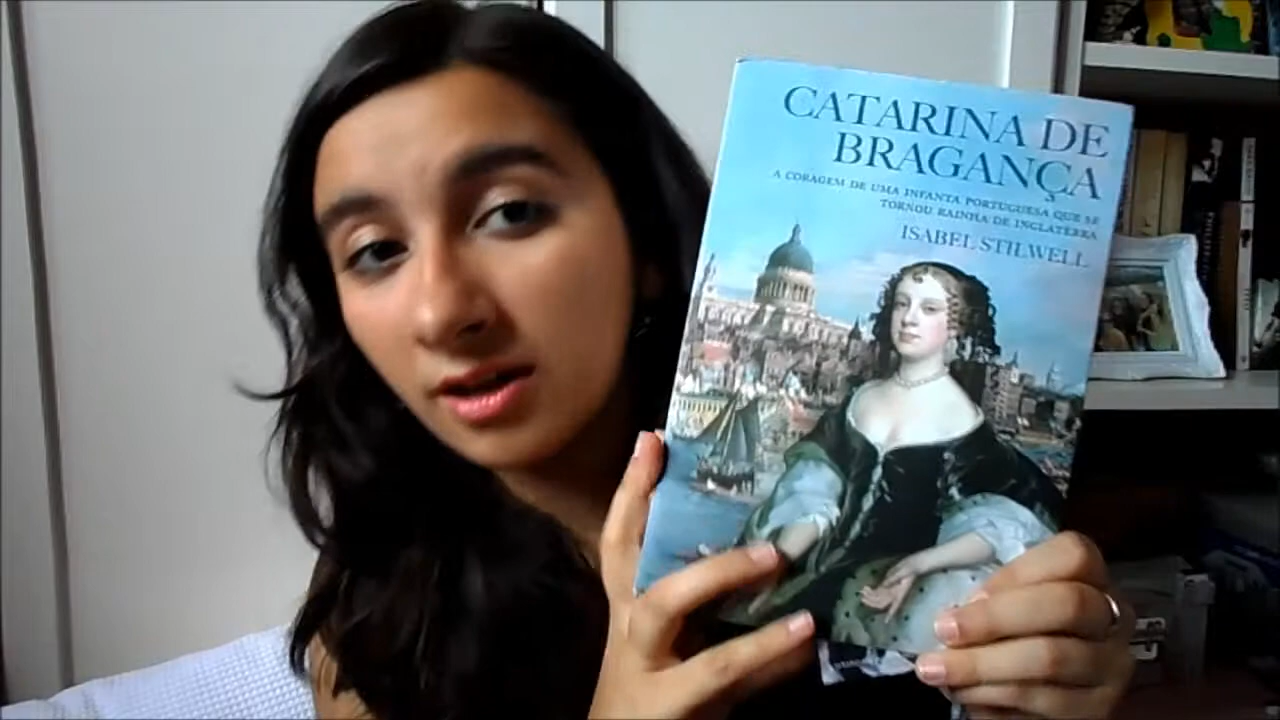 CATARINA DE
BRAGANÇA
A CORAGEM DE UMA INFANTA PORTUGUESA QUE SE
TORNOU RAINHA DE INGLATERRA
ISABEL STILWELL